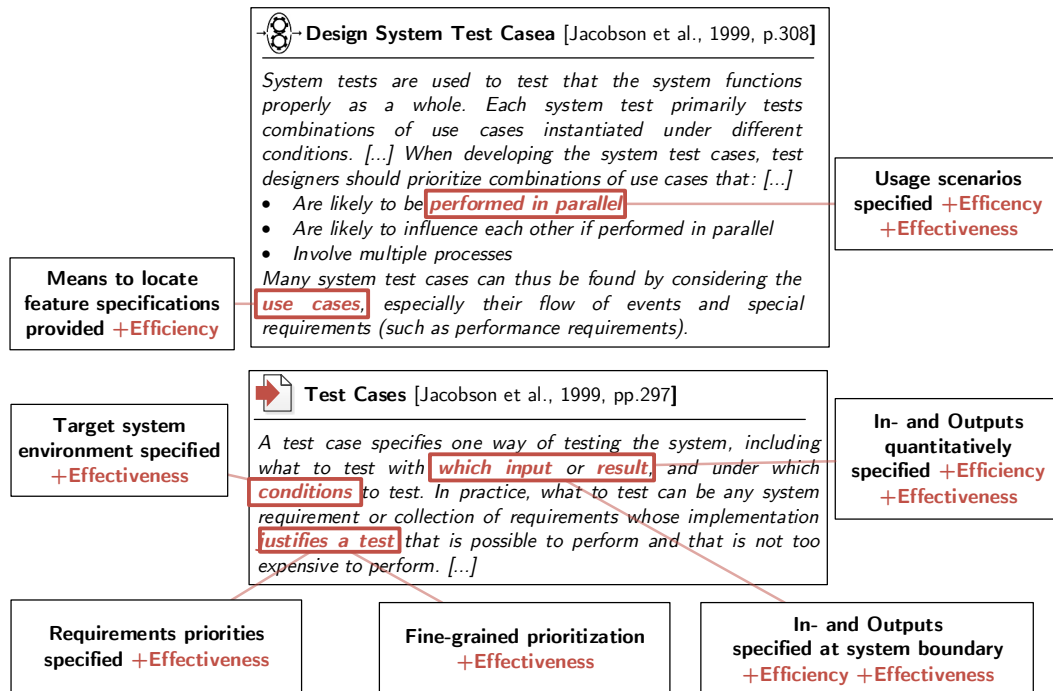 Design System Test Casea [Jacobson et al., 1999, p.308]
System tests are used to test that the system functions
properly as a whole. Each system test primarily tests
combinations of use cases instantiated under different
conditions. [...] When developing the system test cases, test
designers should prioritize combinations of use cases that: [...]
• Are likely to be performed in parallel
• Are likely to influence each other if performed in parallel
• Involve multiple processes
Many system test cases can thus be found by considering the
use cases, especially their flow of events and special
requirements (such as performance requirements).
Usage scenarios
specified +Efficency
+Effectiveness
Means to locate
feature specifications
provided +Efficiency
Test Cases [Jacobson et al., 1999, pp.297]
A test case specifies one way of testing the system, including
what to test with which input or result, and under which
conditions to test. In practice, what to test can be any system
requirement or collection of requirements whose implementation
justifies a test that is possible to perform and that is not too
expensive to perform. [...]
Target system
environment specified
+Effectiveness
In- and Outputs
quantitatively
specified +Efficiency
+Effectiveness
Requirements priorities
specified +Effectiveness
Fine-grained prioritization
+Effectiveness
In- and Outputs
specified at system boundary
+Efficiency +Effectiveness